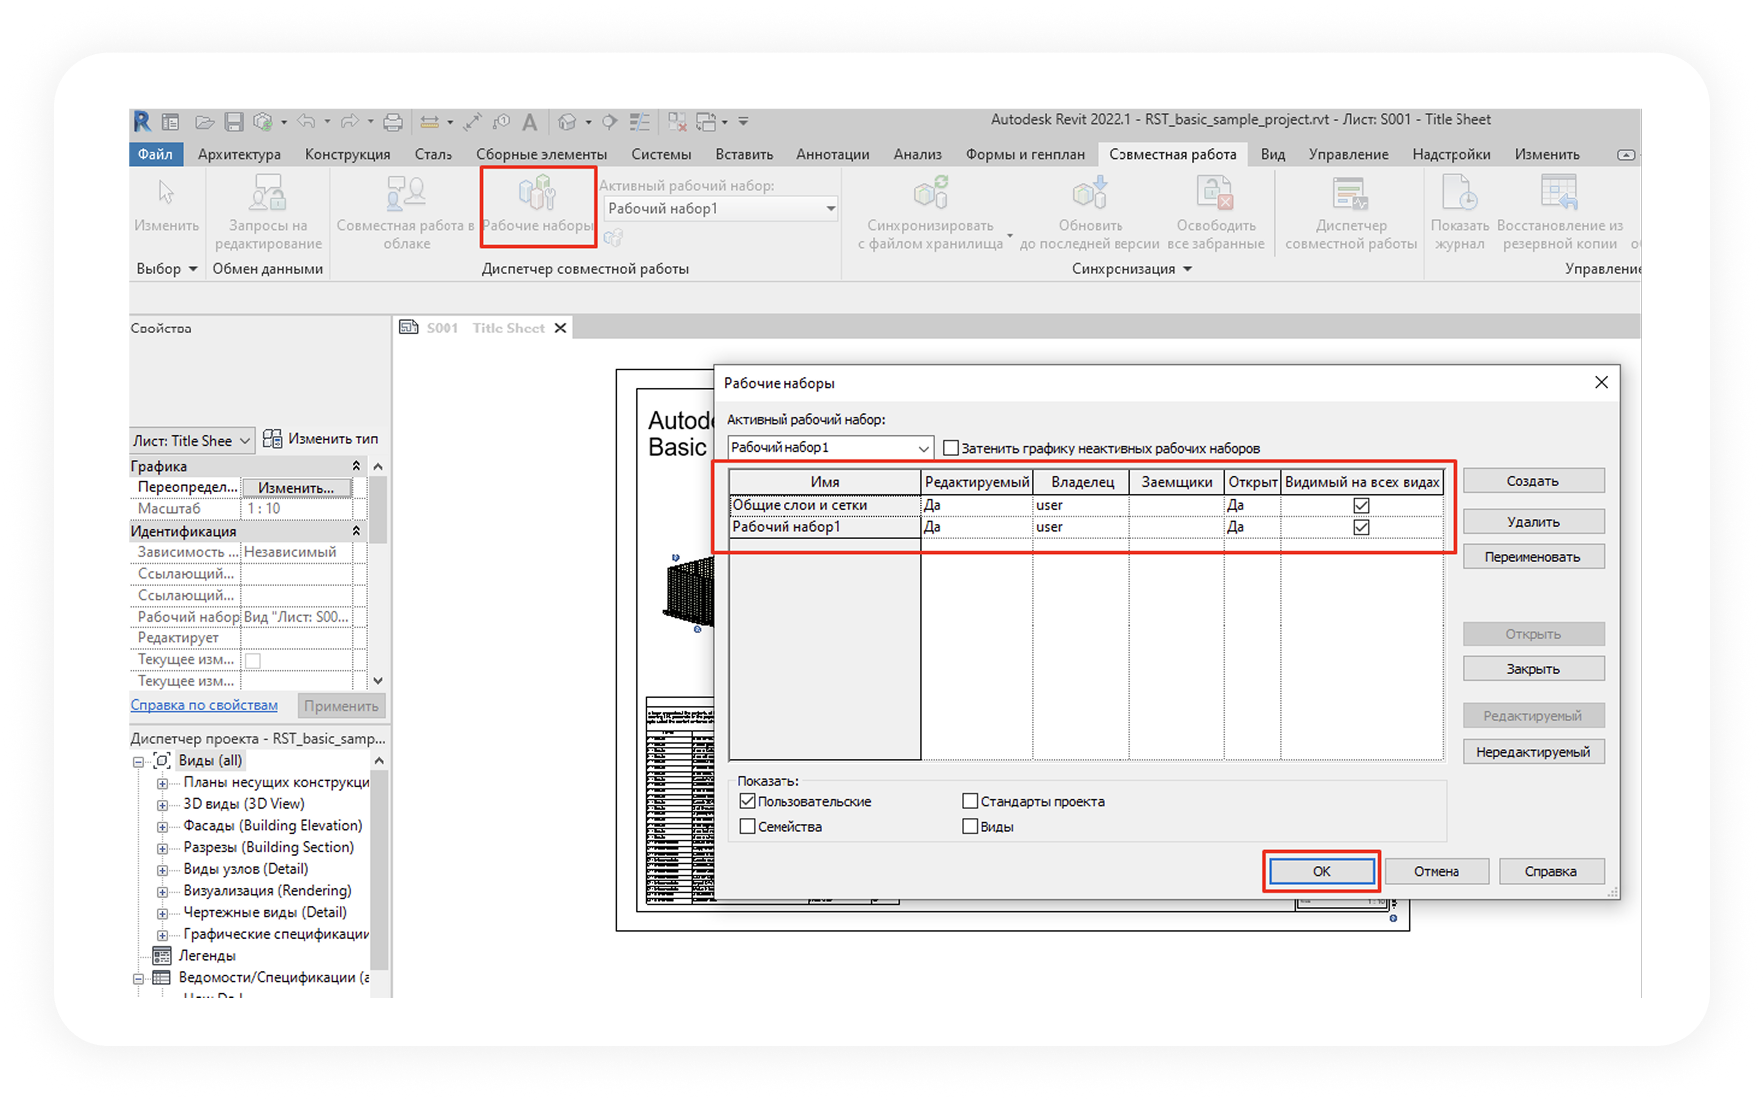 Autodesk Revit 2022.1 - RST_basic_sample_project.rvt - Лист: S001 - Title Sheet
Файл Архитектура Конструкция Сталь Сборные элементы Системы Вставить Аннотации Анализ Формы и генплан Совместная работа Вид Управление Надстройки Изменить
Изменить
Запросы на
редактирование
Совместная работа в
облаке
Рабочие наборы
Активный рабочий набор:
Рабочий набор1
Синхронизировать
с файлом хранилища
Обновить
до последней версии
Освободить
все забранные
Диспетчер
совместной работы
Показать
журнал
Восстановление из
резервной копии
Выбор Обмен данными Диспетчер совместной работы Синхронизация Управление
Свойства
S001 Title Sheet
Лист: Title Shee Изменить тип
Графика
Переопредел... Изменить...
Масштаб 1 : 10
Идентификация
Зависимость ... Независимый
Ссылающий...
Ссылающий...
Рабочий набор Вид "Лист: S00...
Редактирует
Текущее изм...
Текущее изм...
Справка по свойствам Применить
Диспетчер проекта - RST_basic_samp...
Виды (all)
Планы несущих конструкци
3D виды (3D View)
Фасады (Building Elevation)
Разрезы (Building Section)
Виды узлов (Detail)
Визуализация (Rendering)
Чертежные виды (Detail)
Графические спецификации
Легенды
Ведомости/Спецификации (a
Autode
Basic
Рабочие наборы
Активный рабочий набор:
Рабочий набор1 Затенить графику неактивных рабочих наборов
Имя Редактируемый Владелец Заемщики Открыт Видимый на всех видах
Общие слои и сетки Да user Да
Рабочий набор1 Да user Да
Создать
Удалить
Переименовать
Открыть
Закрыть
Редактируемый
Нередактируемый
Показать:
Пользовательские Стандарты проекта
Семейства Виды
OK Отмена Справка
1 : 10